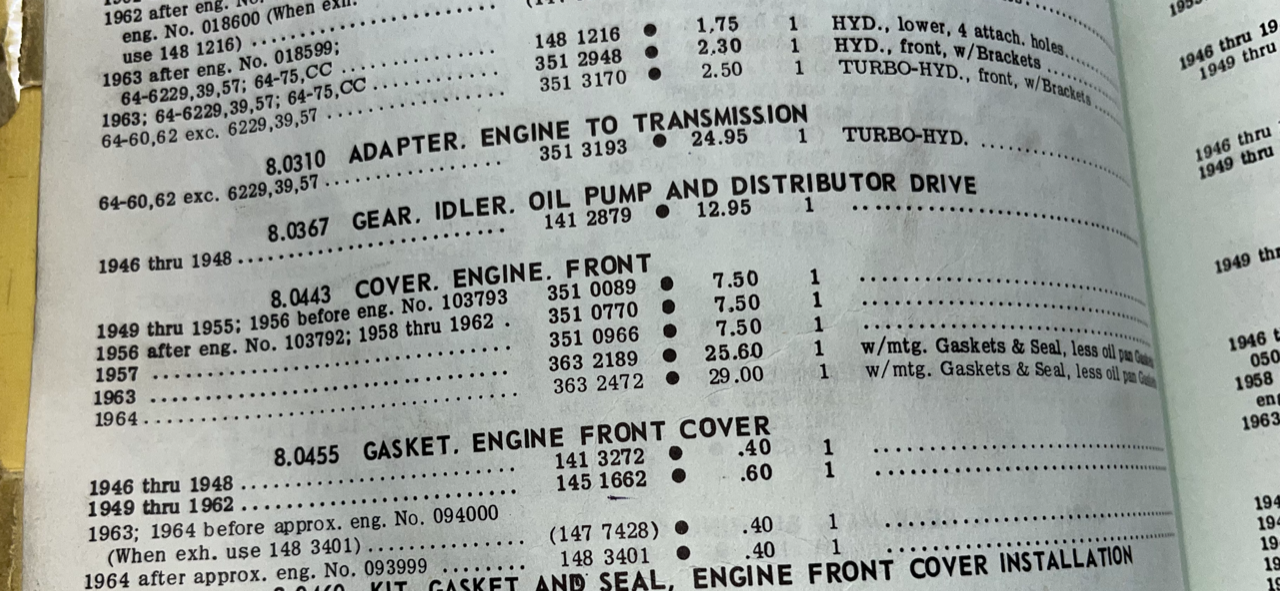 1962 after eng.
eng. No. 018600 (When exh.
use 148 1216) .......... 148 1216 ● 1.75 1 HYD., lower, 4 attach. holes.
1963 after eng. No. 018599;
64-6229,39,57; 64-75,CC .......... 351 2948 ● 2.30 1 HYD., front, w/Brackets ......
1963; 64-6229,39,57; 64-75,CC .......... 351 3170 ● 2.50 1 TURBO-HYD., front, w/Brackets ....
64-60,62 exc. 6229,39,57 ..........
8.0310 ADAPTER. ENGINE TO TRANSMISSION
64-60,62 exc. 6229,39,57 .......... 351 3193 ● 24.95 1 TURBO-HYD. ..........
8.0367 GEAR. IDLER. OIL PUMP AND DISTRIBUTOR DRIVE
1946 thru 1948 .......... 141 2879 ● 12.95 1 ..........
8.0443 COVER. ENGINE. FRONT
1949 thru 1955; 1956 before eng. No. 103793 351 0089 ● 7.50 1 ..........
1956 after eng. No. 103792; 1958 thru 1962 . 351 0770 ● 7.50 1 ..........
1957 .......... 351 0966 ● 7.50 1 ..........
1963 .......... 363 2189 ● 25.60 1 w/mtg. Gaskets & Seal, less oil pan Gaskets
1964 .......... 363 2472 ● 29.00 1 w/mtg. Gaskets & Seal, less oil pan Gaskets
8.0455 GASKET. ENGINE FRONT COVER
1946 thru 1948 .......... 141 3272 ● .40 1 ..........
1949 thru 1962 .......... 145 1662 ● .60 1 ..........
1963; 1964 before approx. eng. No. 094000
(When exh. use 148 3401) .......... (147 7428) ● .40 1 ..........
1964 after approx. eng. No. 093999 ........ 148 3401 ● .40 1 ..........
KIT, GASKET AND SEAL, ENGINE FRONT COVER INSTALLATION
1946 thru 19
1949 thru
1946 thru
1949 thru
1949 thr
1946 t
050
1958
eng
1963
194
194
19
19